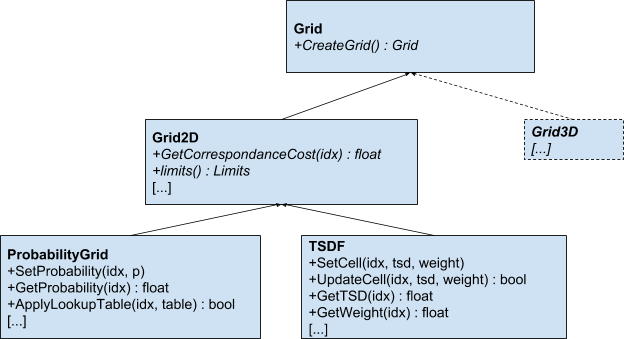 Grid
+CreateGrid() : Grid
Grid2D
+GetCorrespondanceCost(idx) : float
+limits() : Limits
[...]
Grid3D
[...]
ProbabilityGrid
+SetProbability(idx, p)
+GetProbability(idx) : float
+ApplyLookupTable(idx, table) : bool
[...]
TSDF
+SetCell(idx, tsd, weight)
+UpdateCell(idx, tsd, weight) : bool
+GetTSD(idx) : float
+GetWeight(idx) : float
[...]